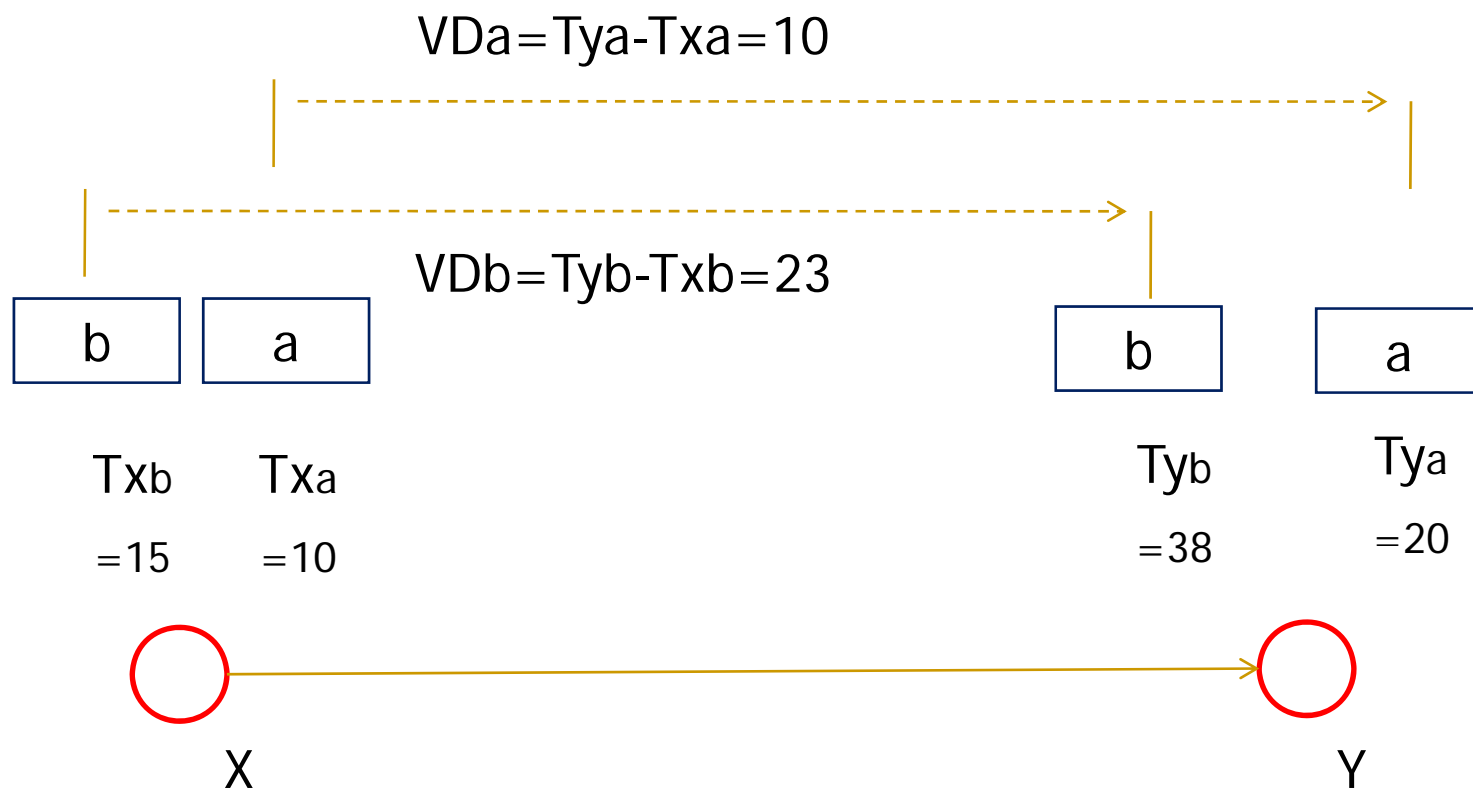 VDa=Tya-Txa=10
VDb=Tyb-Txb=23
b a b a
Txb Txa Tyb Tya
=15 =10 =38 =20
X Y